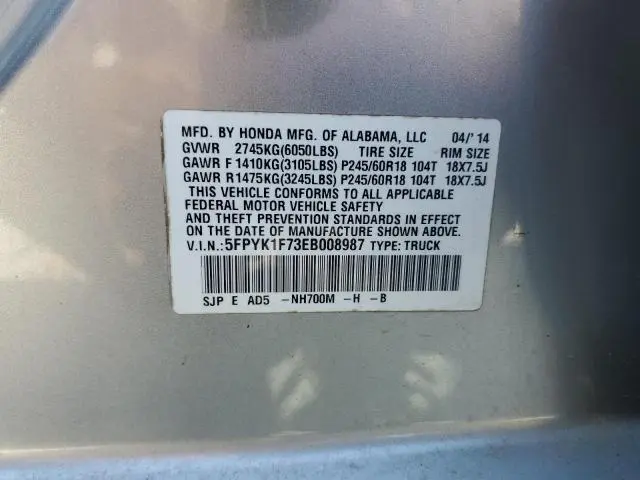 MFD. BY HONDA MFG. OF ALABAMA, LLC 04/'14
GVWR 2745KG(6050LBS) TIRE SIZE RIM SIZE
GAWR F 1410KG(3105LBS) P245/60R18 104T 18X7.5J
GAWR R 1475KG(3245LBS) P245/60R18 104T 18X7.5J
THIS VEHICLE CONFORMS TO ALL APPLICABLE
FEDERAL MOTOR VEHICLE SAFETY
AND THEFT PREVENTION STANDARDS IN EFFECT
ON THE DATE OF MANUFACTURE SHOWN ABOVE.
V.I.N.:5FPYK1F73EB008987 TYPE: TRUCK
SJP E AD5 -NH700M -H -B